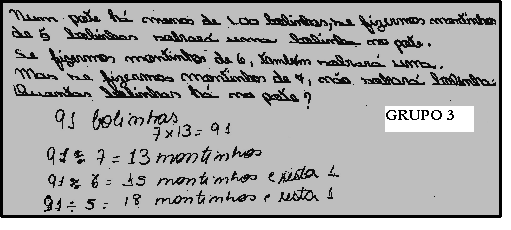 Num pote há menos de 100 bolinhas, se fizermos montinhos
de 5 bolinhas sobrará uma bolinha no pote.
Se fizermos montinhos de 6, também sobrará uma.
Mas se fizermos montinhos de 7, não sobrará bolinha.
Quantas bolinhas há no pote?
91 bolinhas
7x13=91
GRUPO 3
91 ÷ 7 = 13 montinhos
91 ÷ 6 = 15 montinhos e resta 1
91 ÷ 5 = 18 montinhos e resta 1